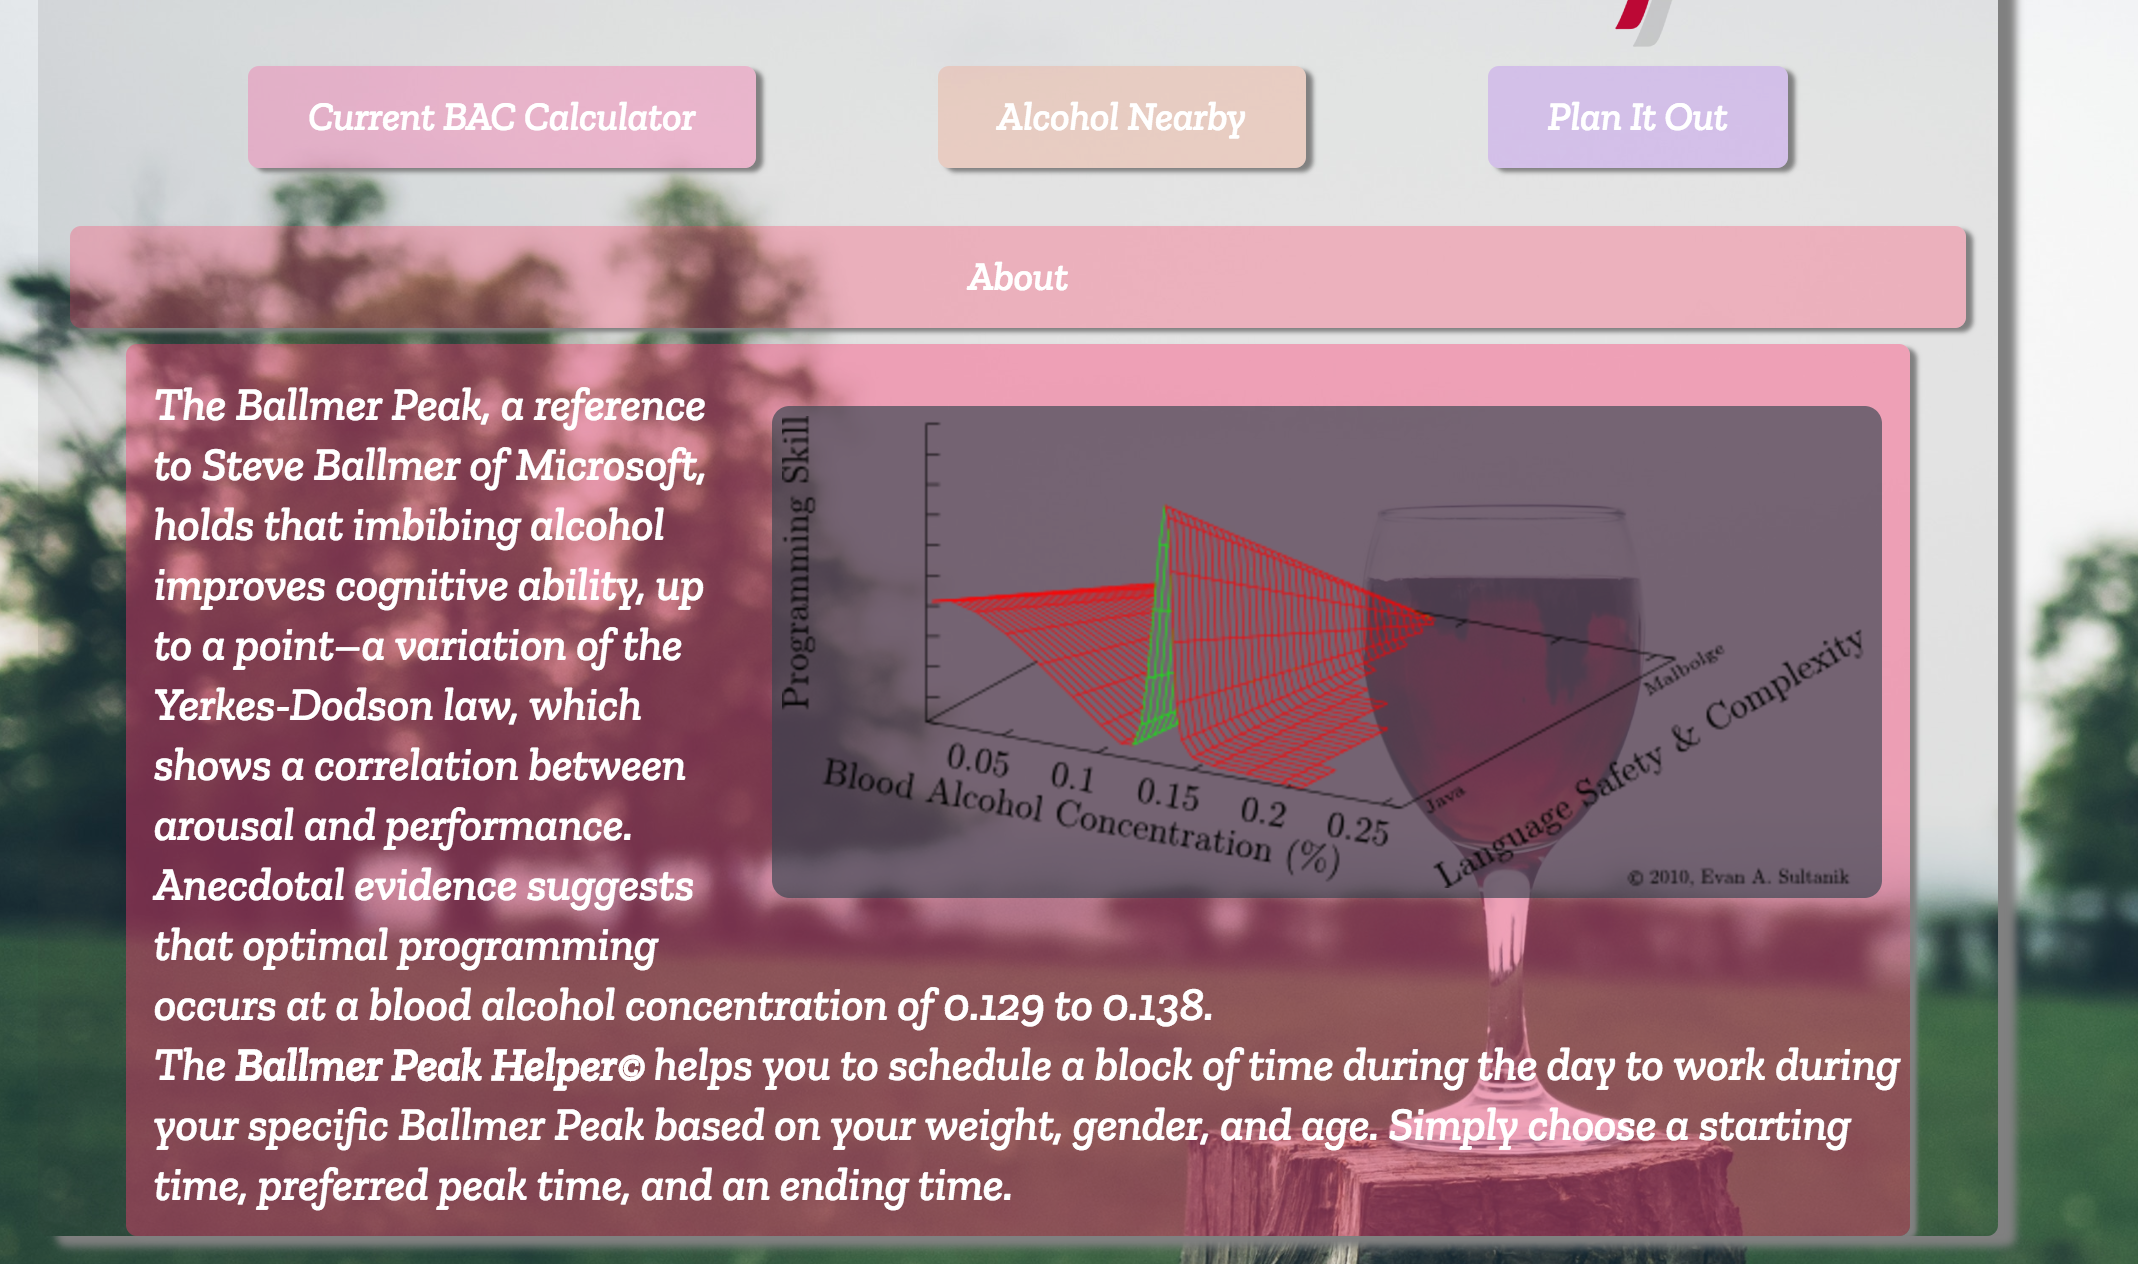 Current BAC Calculator
Alcohol Nearby
Plan It Out
About
The Ballmer Peak, a reference
to Steve Ballmer of Microsoft,
holds that imbibing alcohol
improves cognitive ability, up
to a point–a variation of the
Yerkes-Dodson law, which
shows a correlation between
arousal and performance.
Anecdotal evidence suggests
that optimal programming
occurs at a blood alcohol concentration of 0.129 to 0.138.
The Ballmer Peak Helper© helps you to schedule a block of time during the day to work during
your specific Ballmer Peak based on your weight, gender, and age. Simply choose a starting
time, preferred peak time, and an ending time.
Programming Skill
0.05 0.1 0.15 0.2 0.25
Blood Alcohol Concentration (%)
Java
Malbolge
Language Safety & Complexity
© 2010, Evan A. Sultanik